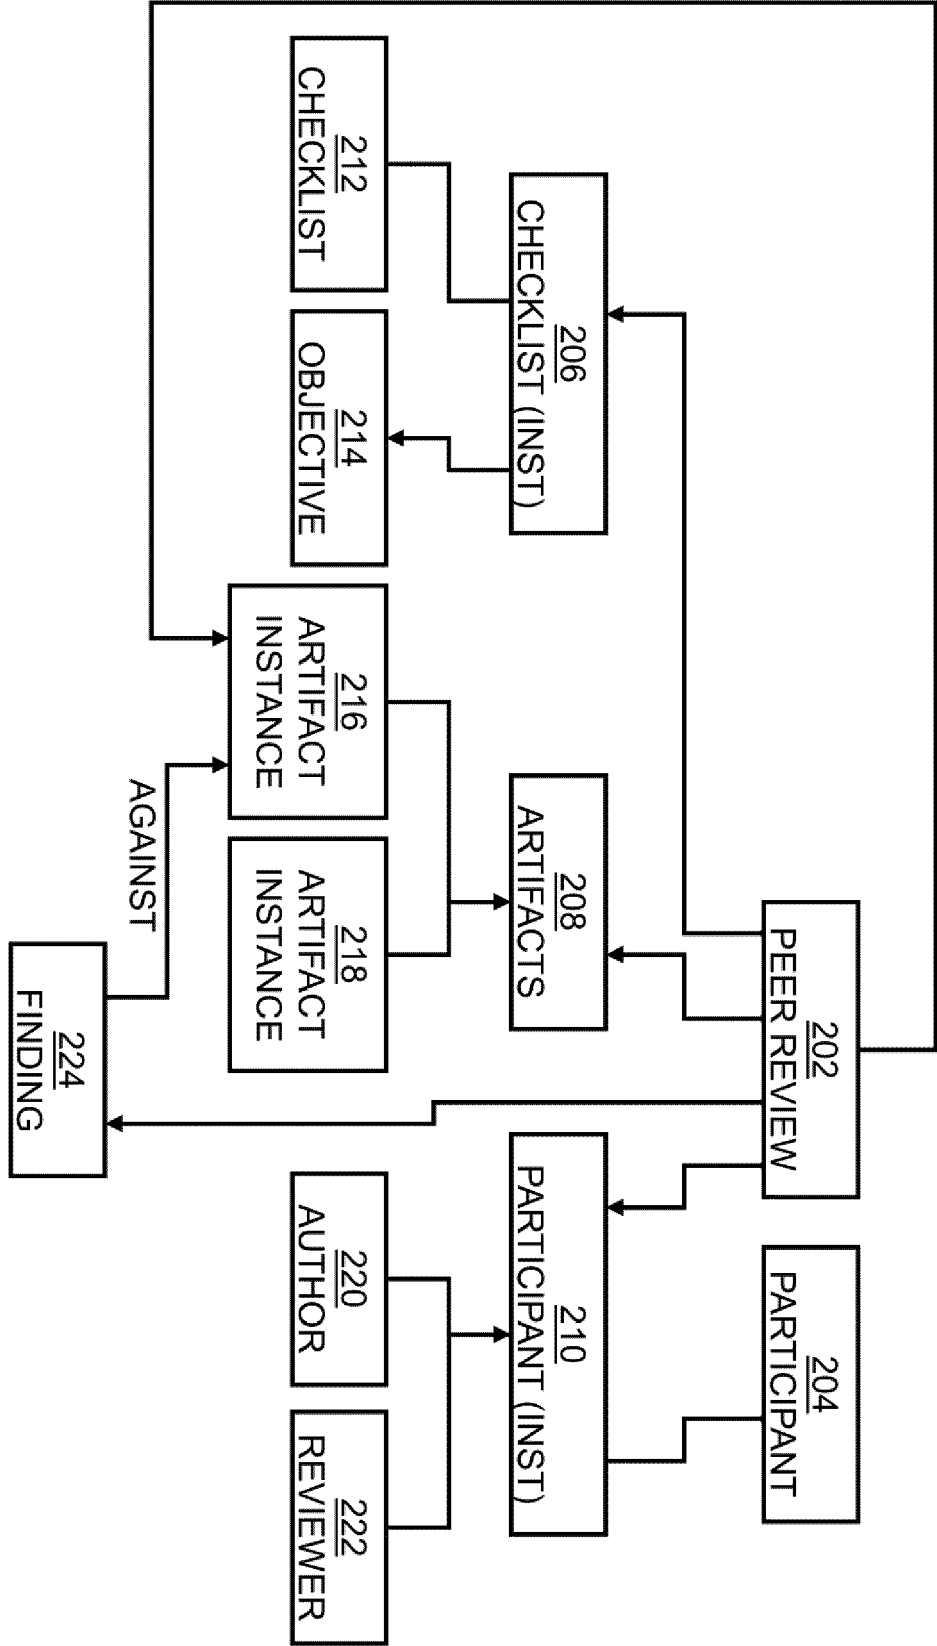 202
PEER REVIEW
204
PARTICIPANT
206
CHECKLIST (INST)
208
ARTIFACTS
210
PARTICIPANT (INST)
212
CHECKLIST
214
OBJECTIVE
216
ARTIFACT
INSTANCE
218
ARTIFACT
INSTANCE
220
AUTHOR
222
REVIEWER
AGAINST
224
FINDING